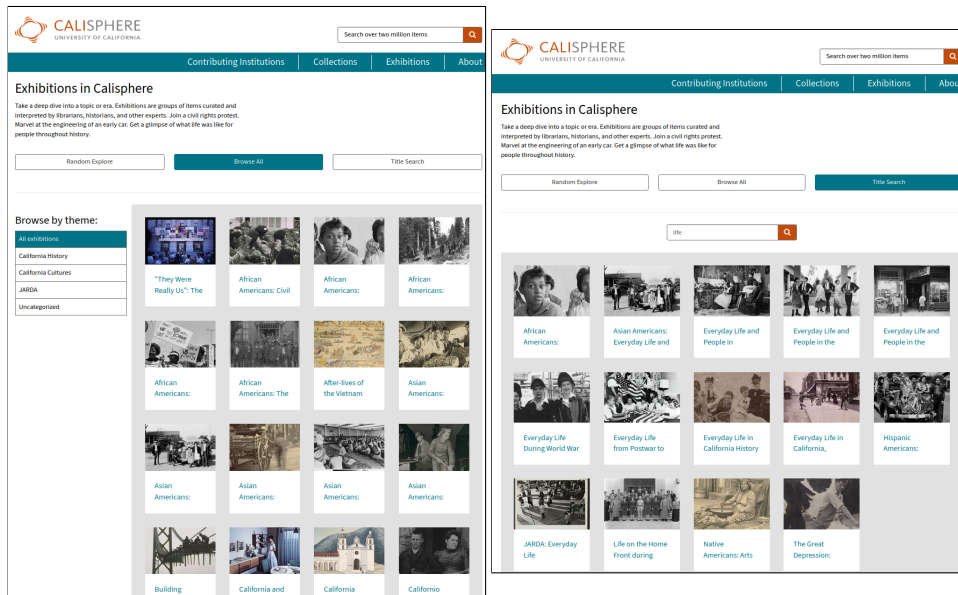 CALISPHERE
UNIVERSITY OF CALIFORNIA
Search over two million items
Contributing Institutions
Collections
Exhibitions
About
Exhibitions in Calisphere
Take a deep dive into a topic or era. Exhibitions are groups of items curated and
interpreted by librarians, historians, and other experts. Join a civil rights protest.
Marvel at the engineering of an early car. Get a glimpse of what life was like for
people throughout history.
Random Explore
Browse All
Title Search
Browse by theme:
All exhibitions
California History
California Cultures
JARDA
Uncategorized
"They Were
Really Us": The
African
Americans: Civil
African
Americans:
African
Americans:
African
Americans:
African
Americans: The
After-lives of
the Vietnam
Asian
Americans:
Asian
Americans:
Asian
Americans:
Asian
Americans:
Asian
Americans:
Building
California and
California
Californio
CALISPHERE
UNIVERSITY OF CALIFORNIA
Search over two million items
Contributing Institutions
Collections
Exhibitions
Abou
Exhibitions in Calisphere
Take a deep dive into a topic or era. Exhibitions are groups of items curated and
interpreted by librarians, historians, and other experts. Join a civil rights protest.
Marvel at the engineering of an early car. Get a glimpse of what life was like for
people throughout history.
Random Explore
Browse All
Title Search
life
African
Americans:
Asian Americans:
Everyday Life and
Everyday Life and
People in
Everyday Life and
People in the
Everyday Life and
People in the
Everyday Life
During World War
Everyday Life
from Postwar to
Everyday Life in
California History
Everyday Life in
California,
Hispanic
Americans:
JARDA: Everyday
Life
Life on the Home
Front during
Native
Americans: Arts
The Great
Depression: